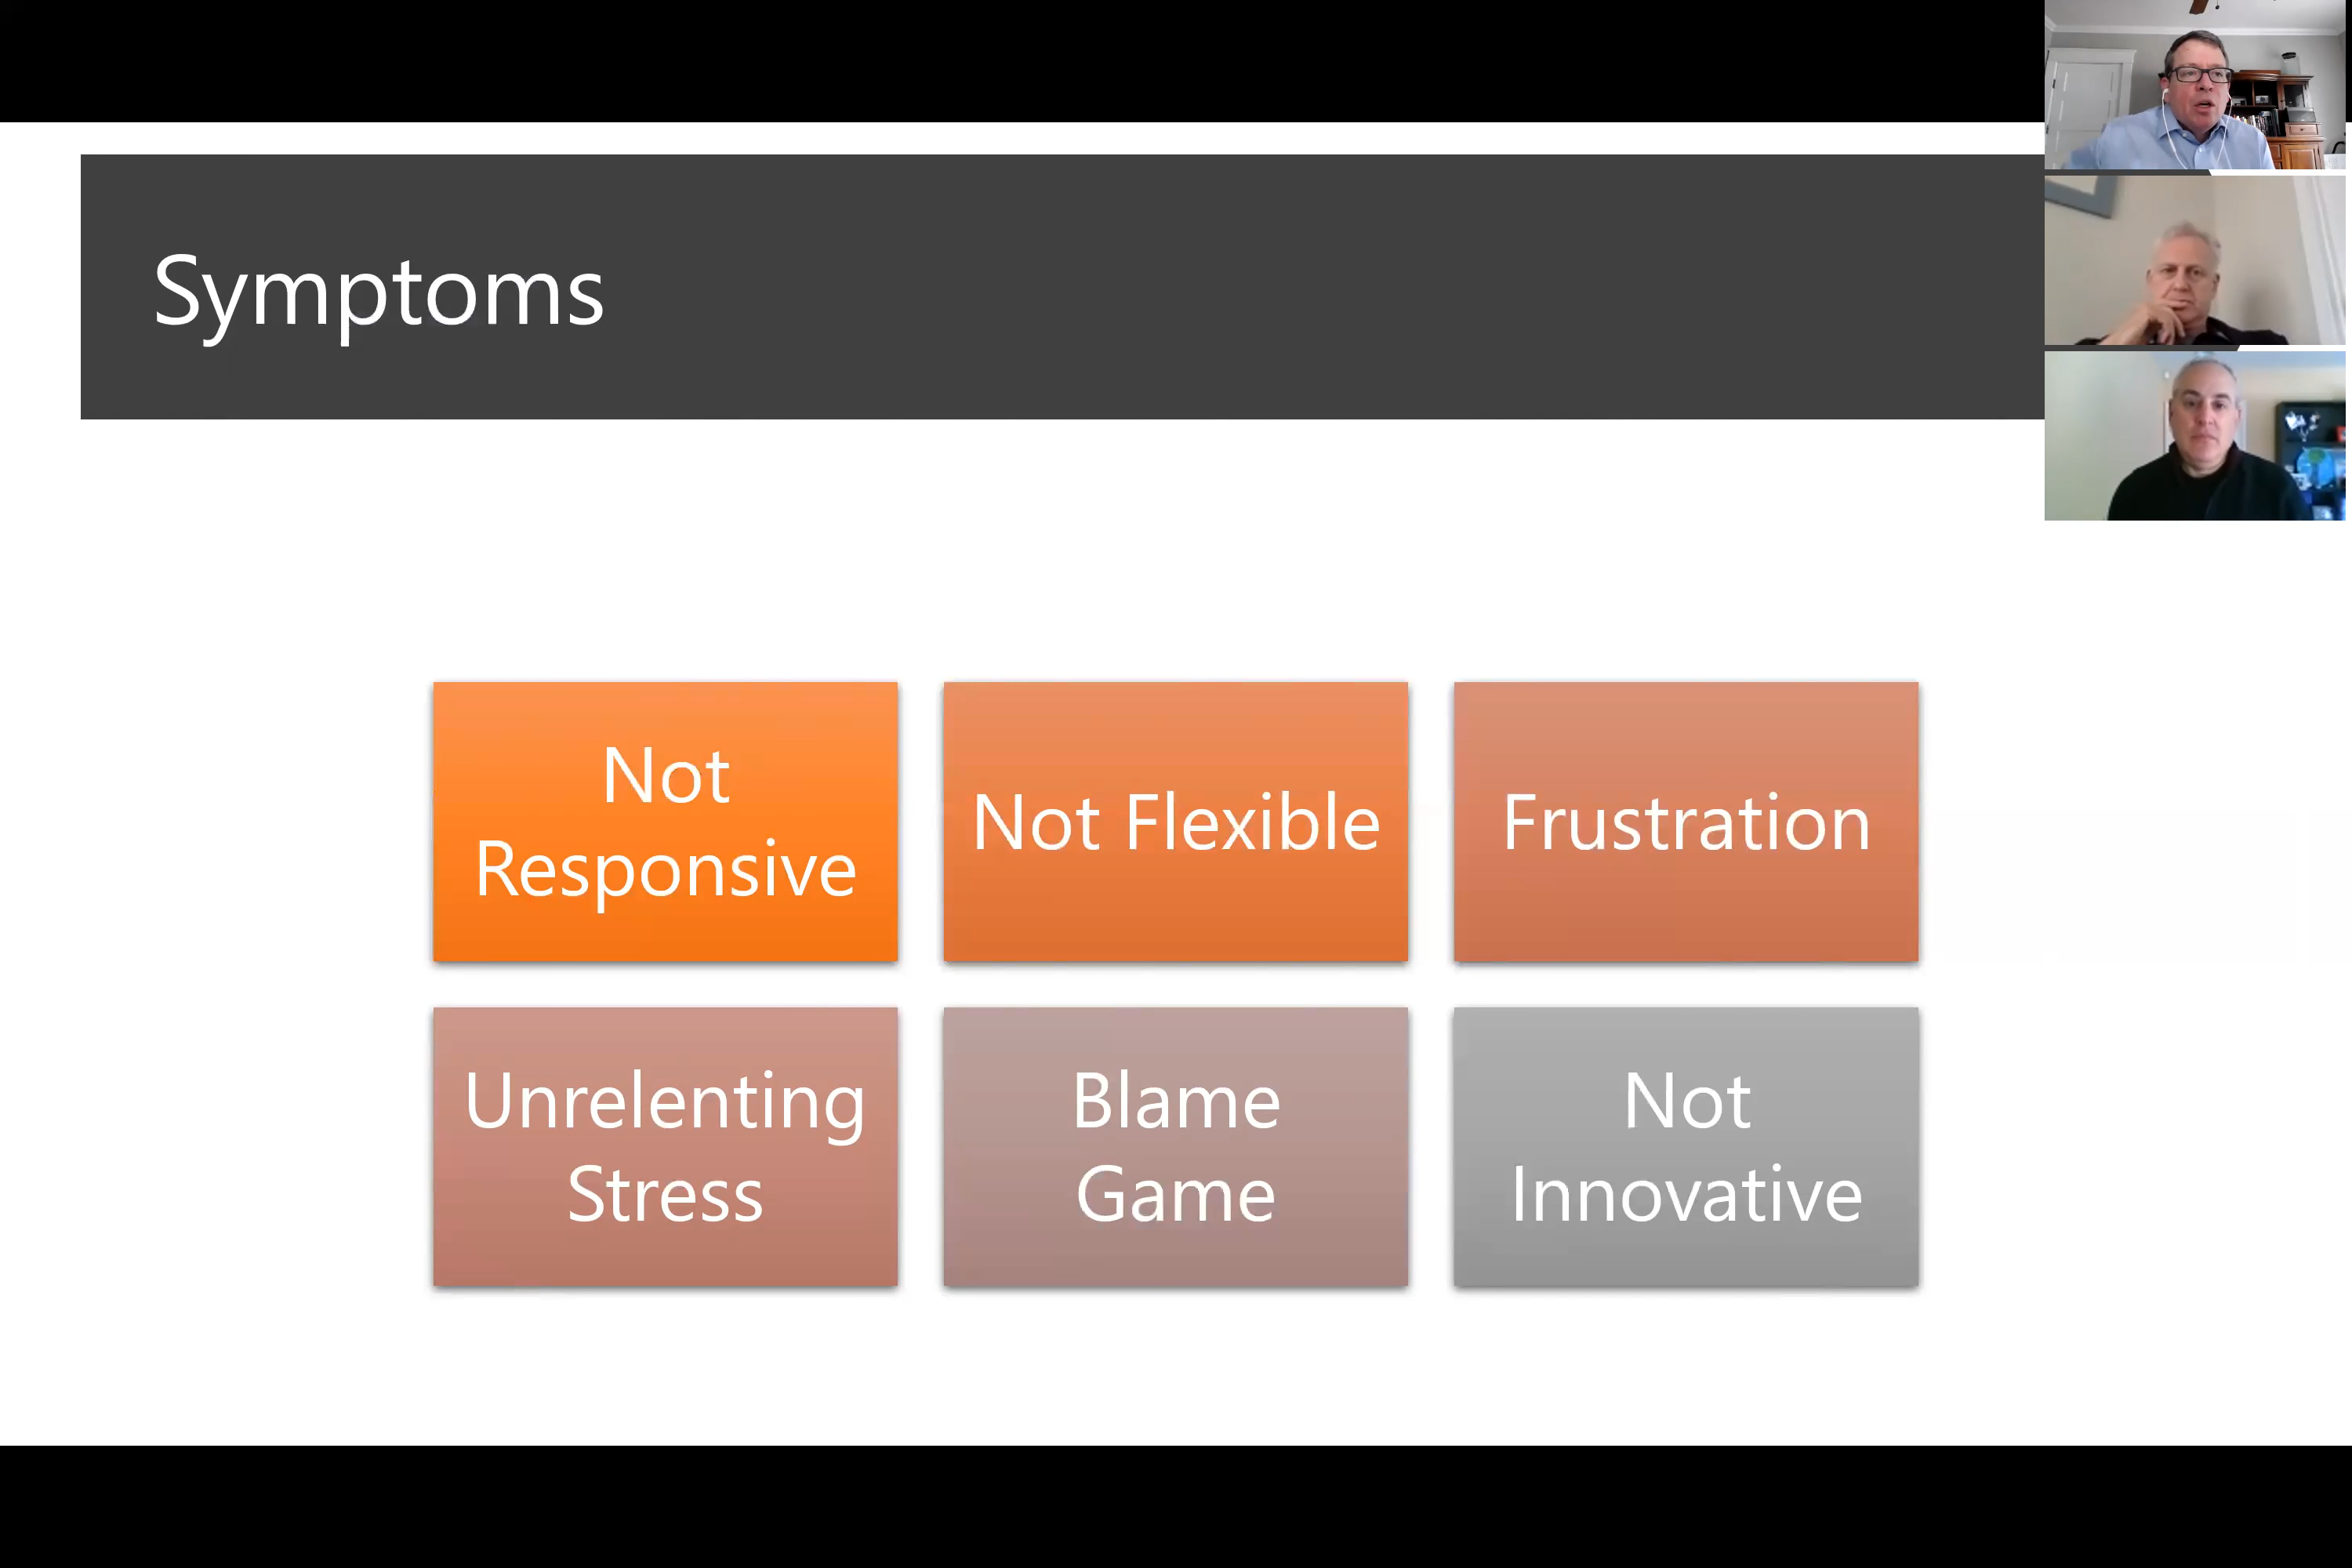 Symptoms
Not
Responsive
Not Flexible
Frustration
Unrelenting
Stress
Blame
Game
Not
Innovative